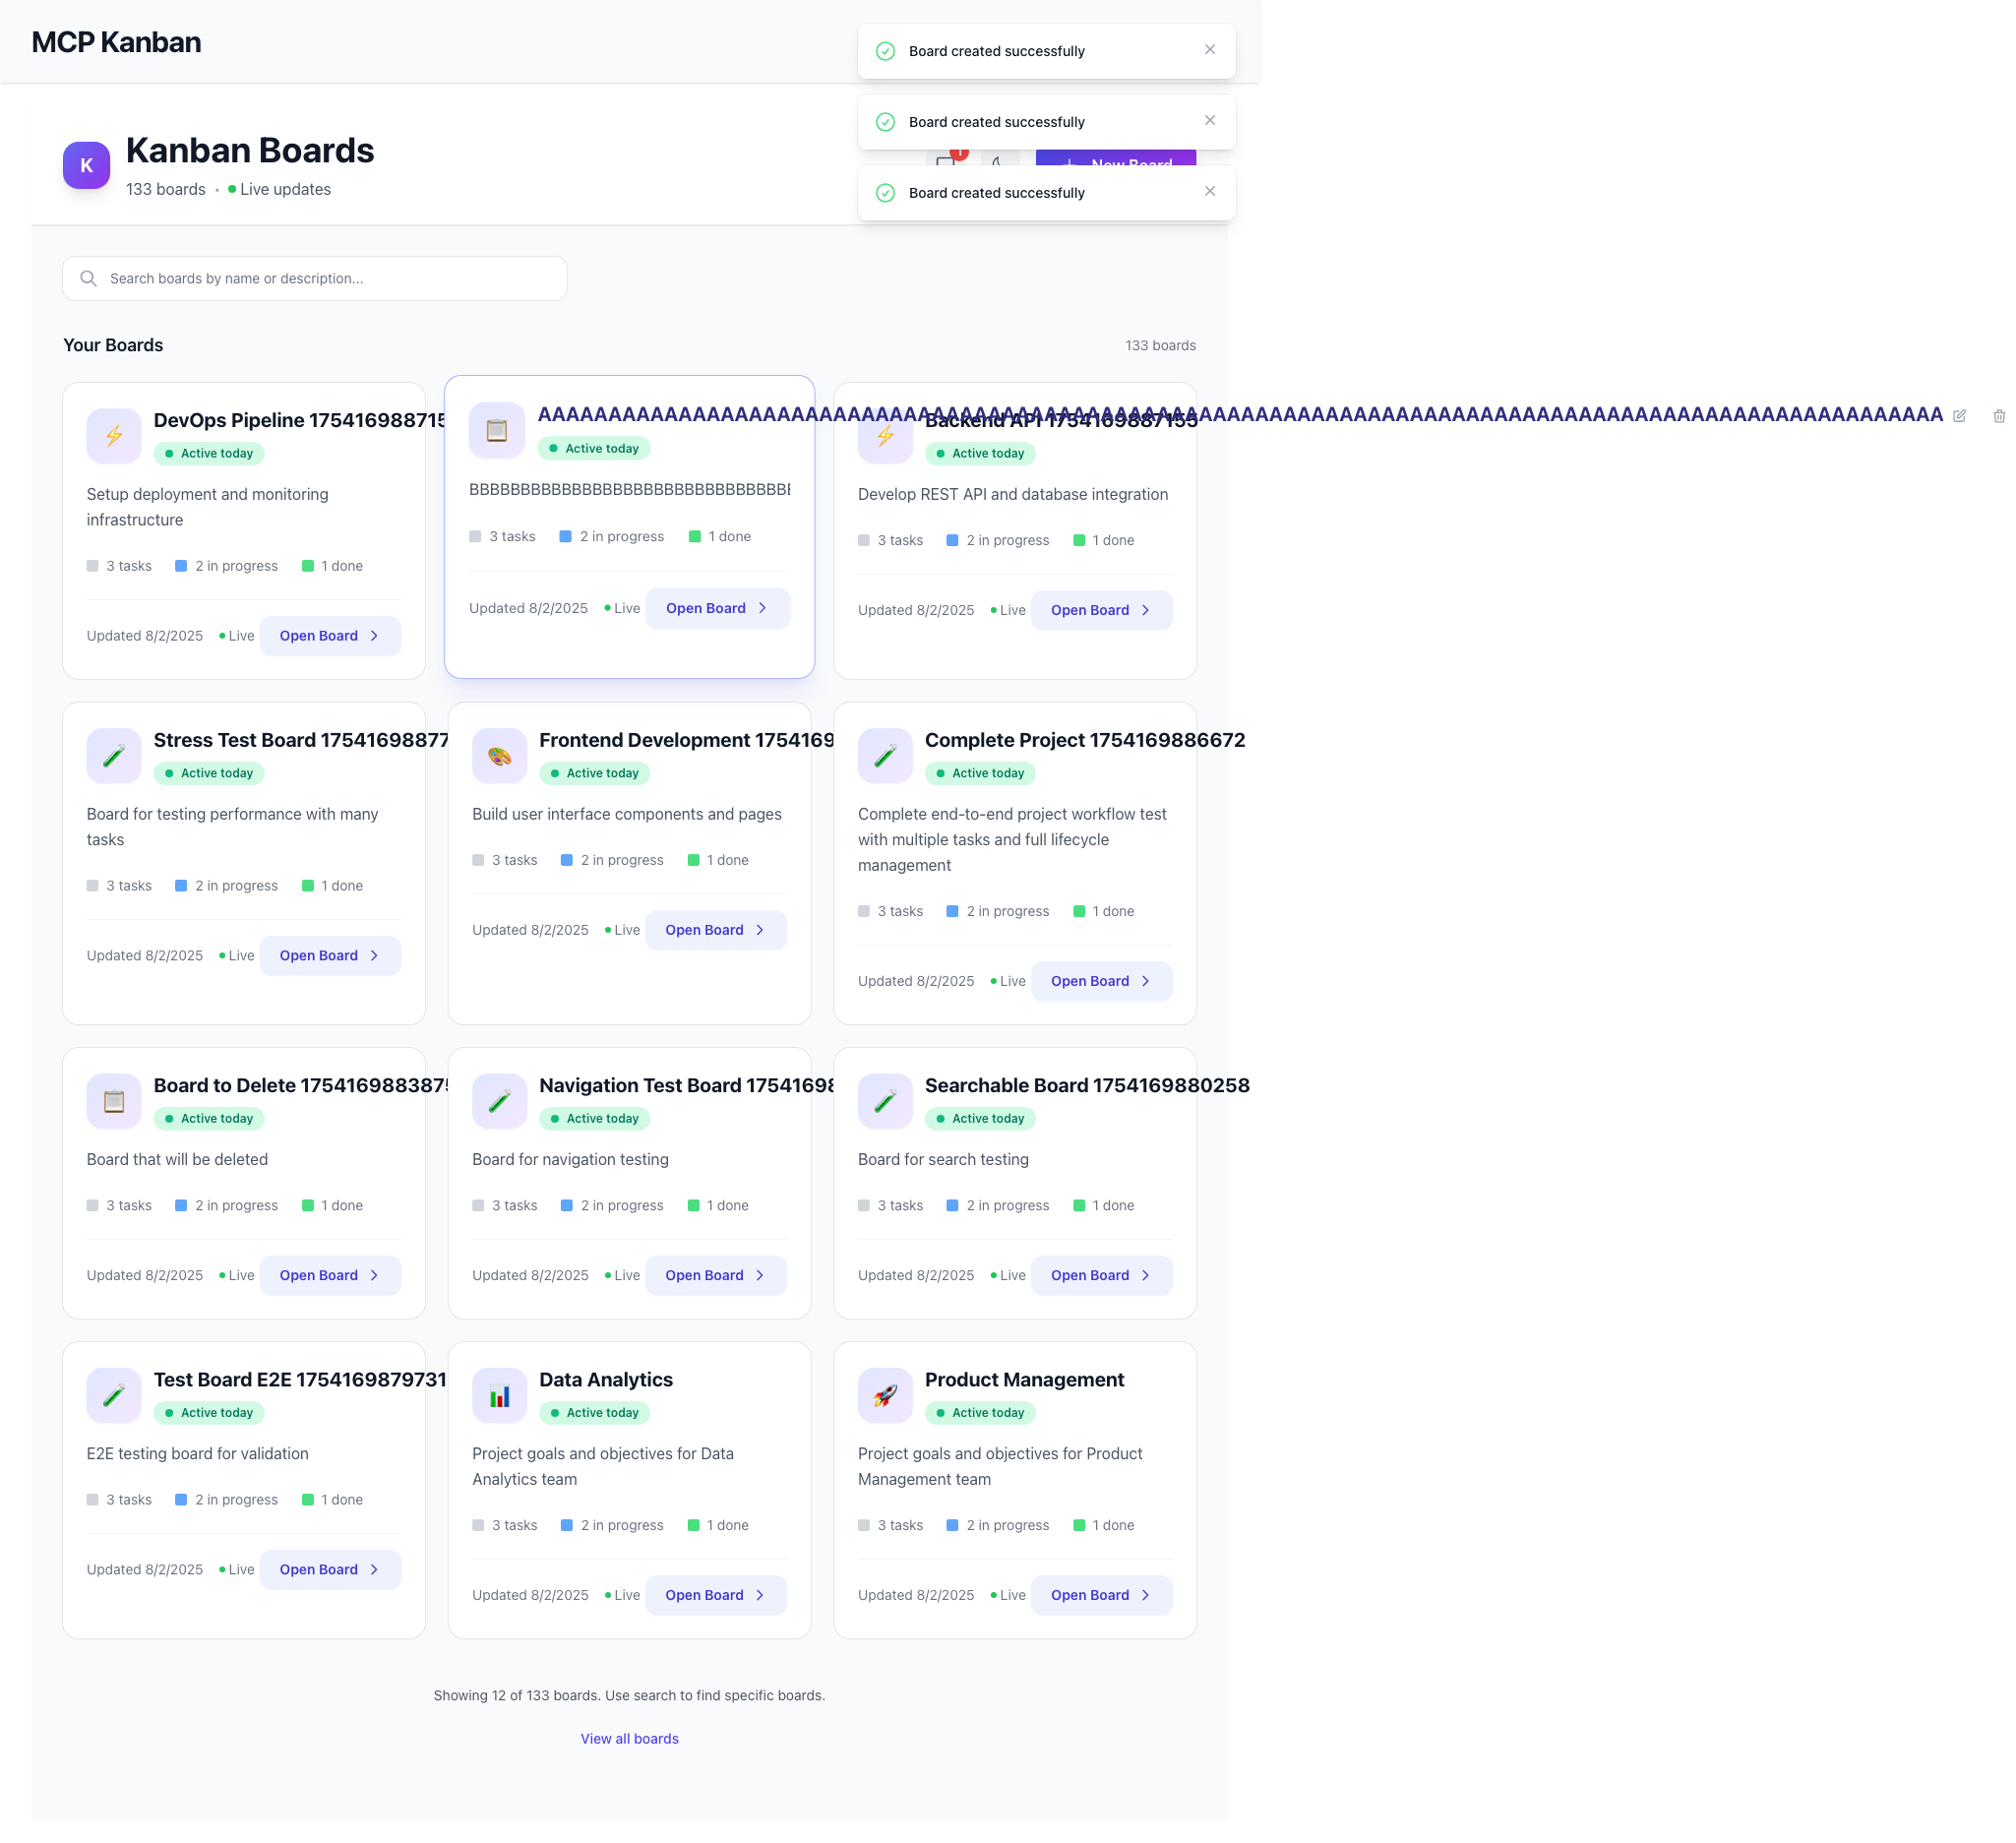 MCP Kanban
Board created successfully
Board created successfully
Board created successfully
K
Kanban Boards
133 boards • Live updates
New Board
Search boards by name or description...
Your Boards
133 boards
DevOps Pipeline 175416988715
Active today
Setup deployment and monitoring
infrastructure
3 tasks 2 in progress 1 done
Updated 8/2/2025 Live Open Board
Active today
3 tasks 2 in progress 1 done
Updated 8/2/2025 Live Open Board
Backend API 1754169887155
Active today
Develop REST API and database integration
3 tasks 2 in progress 1 done
Updated 8/2/2025 Live Open Board
Stress Test Board 17541698877
Active today
Board for testing performance with many
tasks
3 tasks 2 in progress 1 done
Updated 8/2/2025 Live Open Board
Frontend Development 1754169
Active today
Build user interface components and pages
3 tasks 2 in progress 1 done
Updated 8/2/2025 Live Open Board
Complete Project 1754169886672
Active today
Complete end-to-end project workflow test
with multiple tasks and full lifecycle
management
3 tasks 2 in progress 1 done
Updated 8/2/2025 Live Open Board
Board to Delete 175416988387
Active today
Board that will be deleted
3 tasks 2 in progress 1 done
Updated 8/2/2025 Live Open Board
Navigation Test Board 17541698
Active today
Board for navigation testing
3 tasks 2 in progress 1 done
Updated 8/2/2025 Live Open Board
Searchable Board 1754169880258
Active today
Board for search testing
3 tasks 2 in progress 1 done
Updated 8/2/2025 Live Open Board
Test Board E2E 1754169879731
Active today
E2E testing board for validation
3 tasks 2 in progress 1 done
Updated 8/2/2025 Live Open Board
Data Analytics
Active today
Project goals and objectives for Data
Analytics team
3 tasks 2 in progress 1 done
Updated 8/2/2025 Live Open Board
Product Management
Active today
Project goals and objectives for Product
Management team
3 tasks 2 in progress 1 done
Updated 8/2/2025 Live Open Board
Showing 12 of 133 boards. Use search to find specific boards.
View all boards